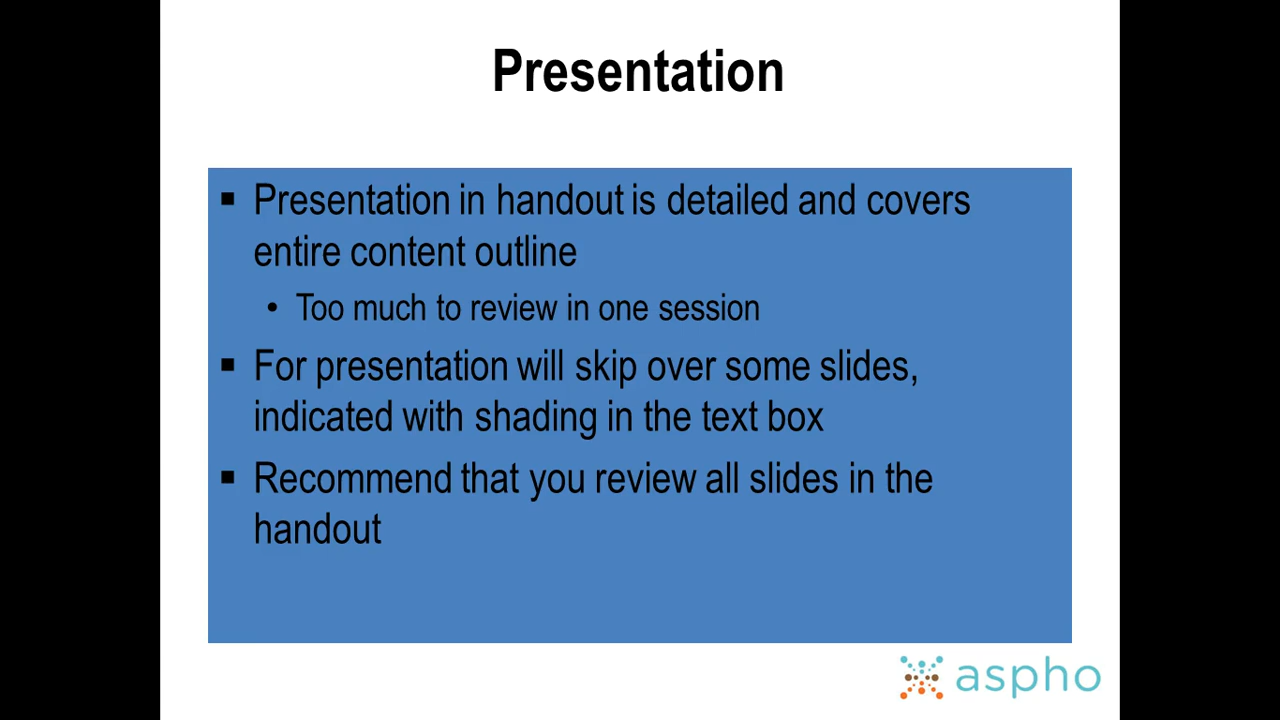 Presentation
▪ Presentation in handout is detailed and covers
entire content outline
• Too much to review in one session
▪ For presentation will skip over some slides,
indicated with shading in the text box
▪ Recommend that you review all slides in the
handout
aspho